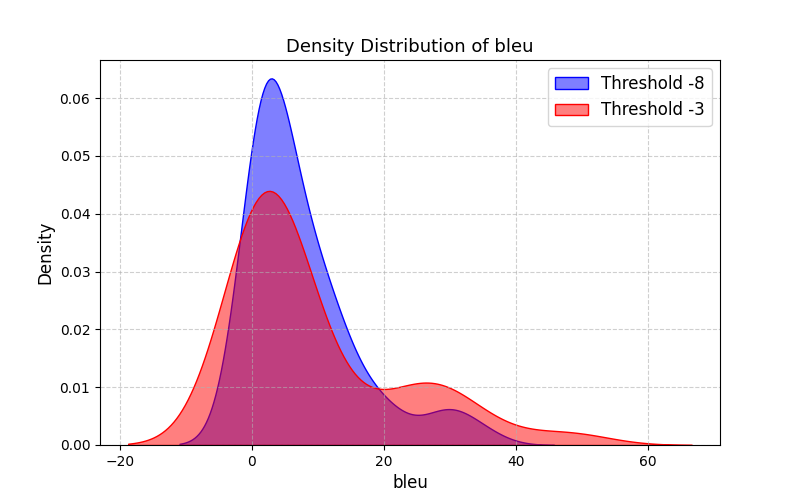 Density Distribution of bleu
Threshold -8
Threshold -3
0.06
0.05
0.04
0.03
0.02
0.01
0.00
Density
−20
0
20
40
60
bleu